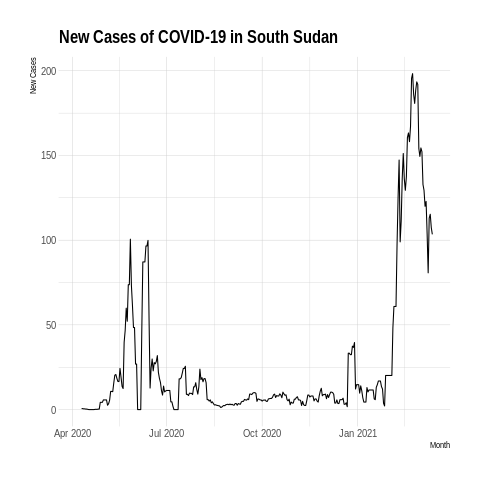 New Cases of COVID-19 in South Sudan
New Cases
200
150
100
50
0
Apr 2020 Jul 2020 Oct 2020 Jan 2021
Month